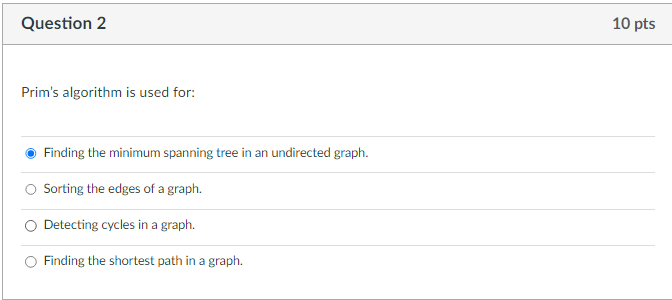 Question 2
10 pts
Prim's algorithm is used for:
Finding the minimum spanning tree in an undirected graph.
Sorting the edges of a graph.
Detecting cycles in a graph.
Finding the shortest path in a graph.